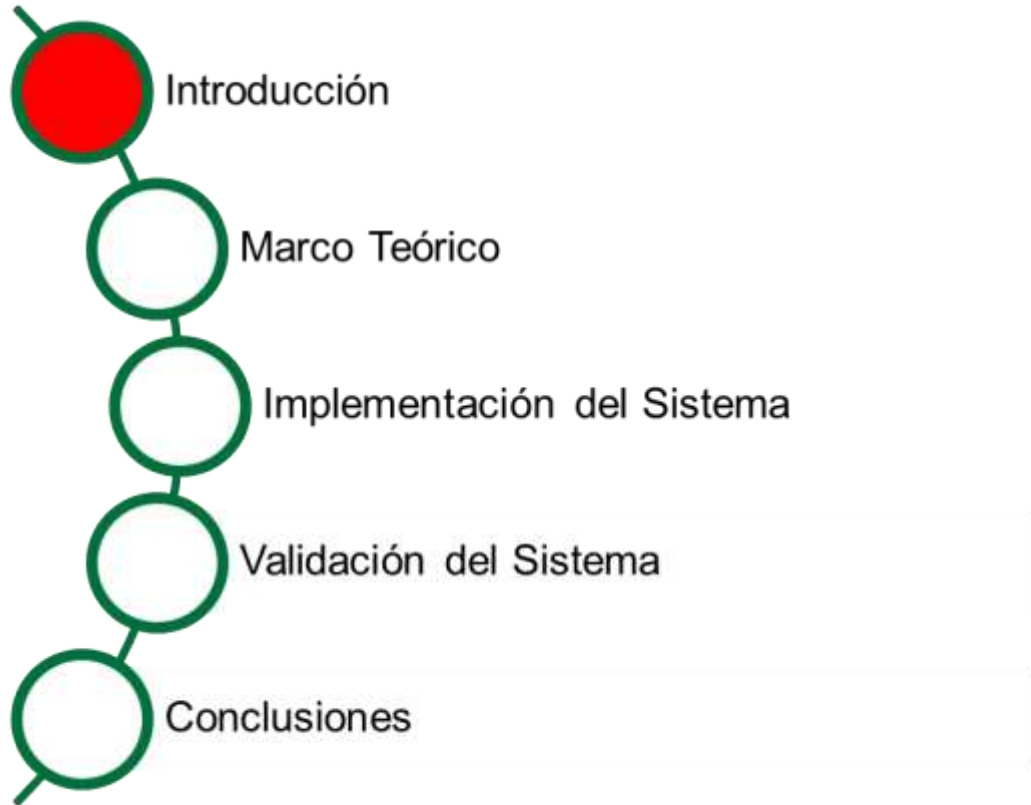 Introducción
Marco Teórico
Implementación del Sistema
Validación del Sistema
Conclusiones